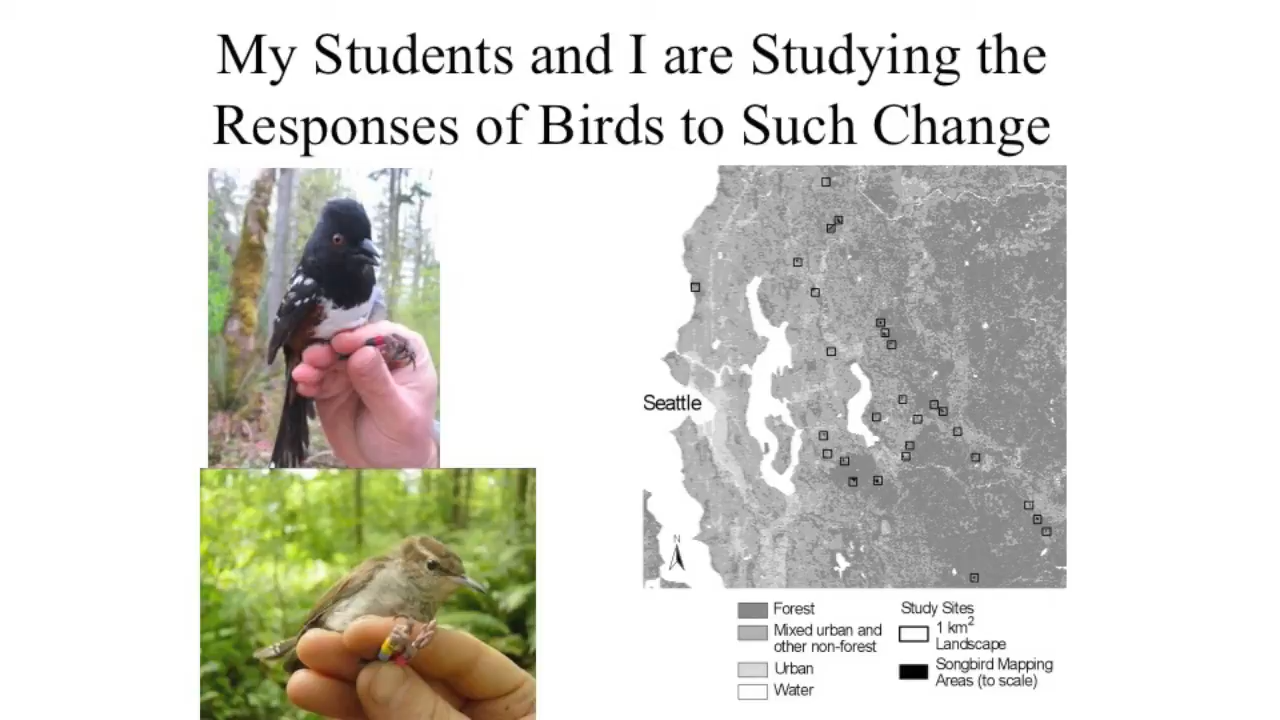 My Students and I are Studying the
Responses of Birds to Such Change
Seattle
N
Forest
Mixed urban and
other non-forest
Urban
Water
Study Sites
1 km2
Landscape
Songbird Mapping
Areas (to scale)